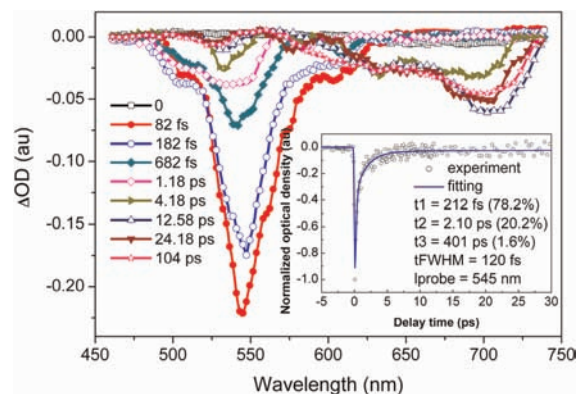 0.00
-0.05
-0.10
-0.15
-0.20
ΔOD (au)
450 500 550 600 650 700 750
Wavelength (nm)
0
82 fs
182 fs
682 fs
1.18 ps
4.18 ps
12.58 ps
24.18 ps
104 ps
Normalized optical density (au)
0.0
-0.2
-0.4
-0.6
-0.8
-1.0
-5 0 5 10 15 20 25 30
Delay time (ps)
experiment
fitting
t1 = 212 fs (78.2%)
t2 = 2.10 ps (20.2%)
t3 = 401 ps (1.6%)
tFWHM = 120 fs
lprobe = 545 nm